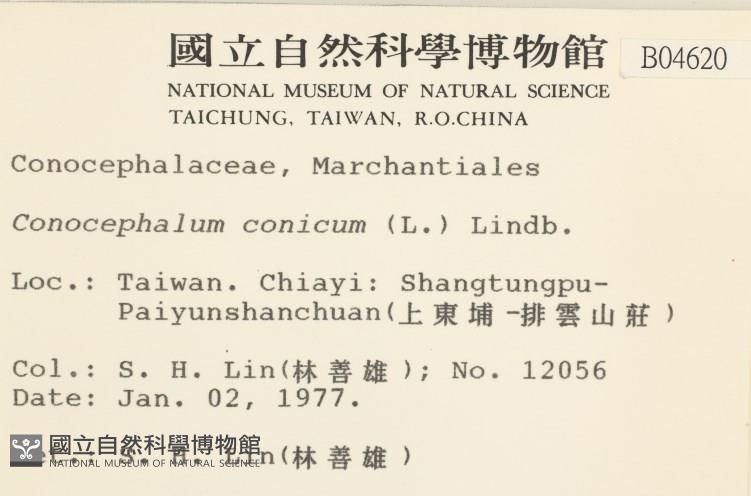 國立自然科學博物館
B04620
NATIONAL MUSEUM OF NATURAL SCIENCE
TAICHUNG, TAIWAN, R.O.CHINA
Conocephalaceae, Marchantiales
Conocephalum conicum (L.) Lindb.
Loc.: Taiwan. Chiayi: Shangtungpu-
Paiyunshanchuan(上東埔-排雲山莊)
Col.: S. H. Lin(林善雄); No. 12056
Date: Jan. 02, 1977.
S. H. Lin(林善雄)
國立自然科學博物館
NATIONAL MUSEUM OF NATURAL SCIENCE